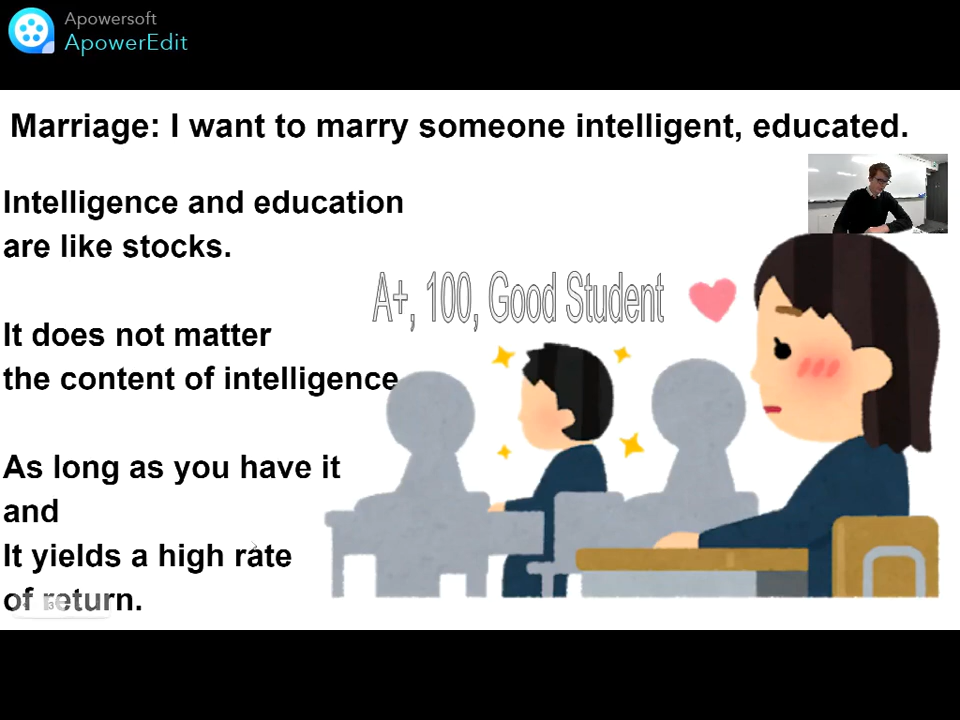 Apowersoft
ApowerEdit
Marriage: I want to marry someone intelligent, educated.
Intelligence and education
are like stocks.
A+, 100, Good Student
It does not matter
the content of intelligence
As long as you have it
and
It yields a high rate
of return.